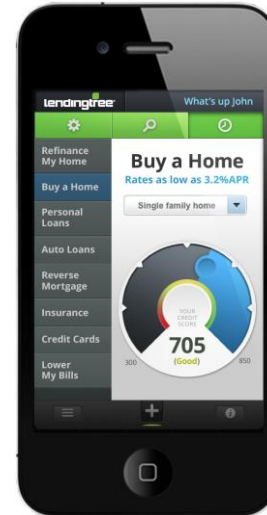 lendingtree
What's up John
Refinance
My Home
Buy a Home
Personal
Loans
Auto Loans
Reverse
Mortgage
Insurance
Credit Cards
Lower
My Bills
Buy a Home
Rates as low as 3.2%APR
Single family home
YOUR
CREDIT
SCORE
705
(Good)
300
850